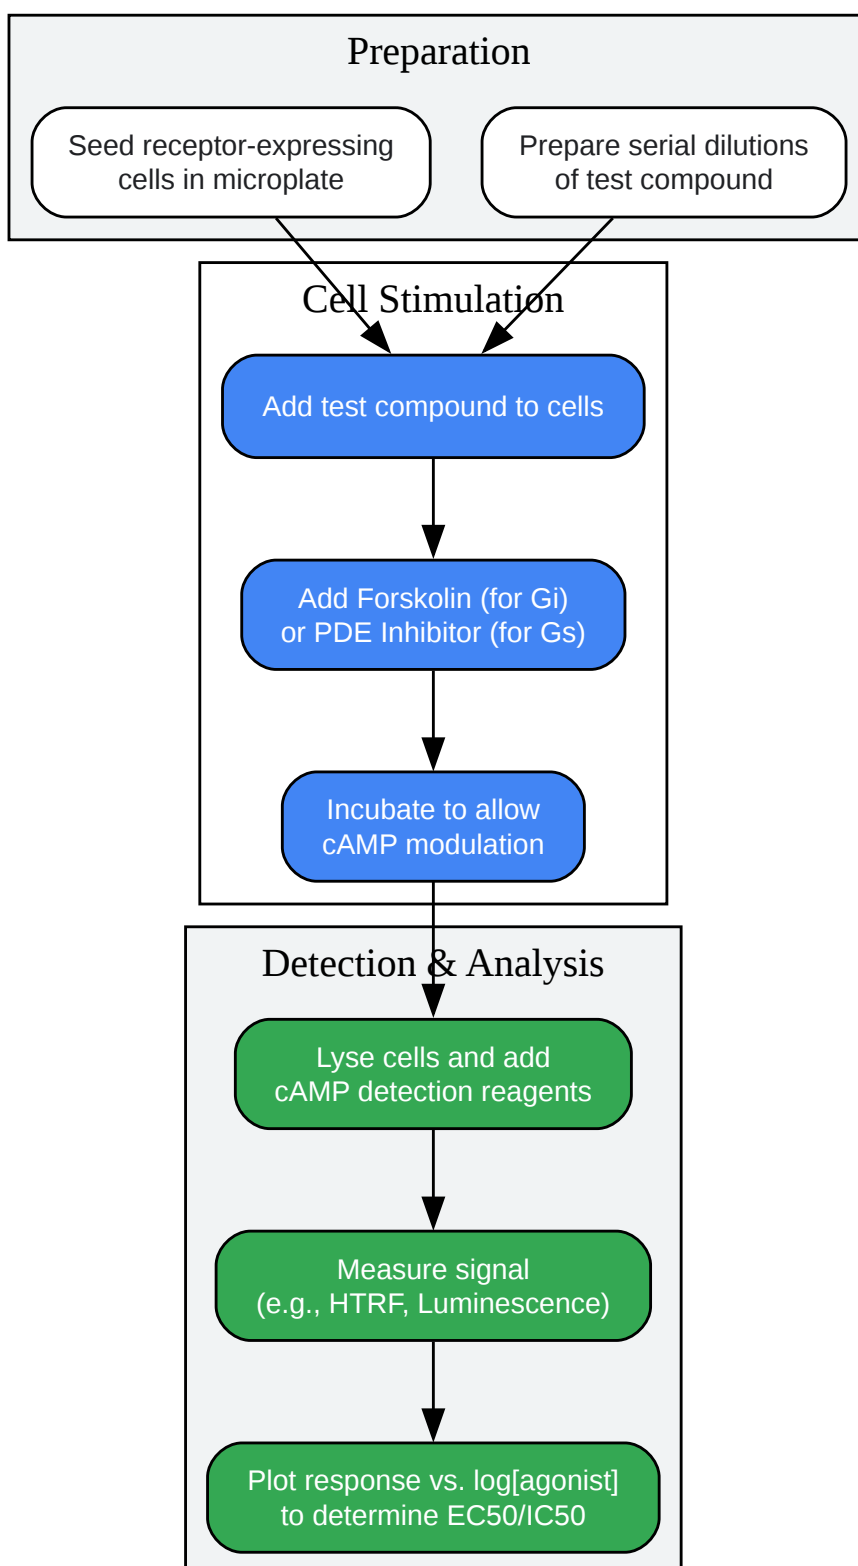 Preparation
Seed receptor-expressing
cells in microplate
Prepare serial dilutions
of test compound
Cell Stimulation
Add test compound to cells
Add Forskolin (for Gi)
or PDE Inhibitor (for Gs)
Incubate to allow
cAMP modulation
Detection & Analysis
Lyse cells and add
cAMP detection reagents
Measure signal
(e.g., HTRF, Luminescence)
Plot response vs. log[agonist]
to determine EC50/IC50